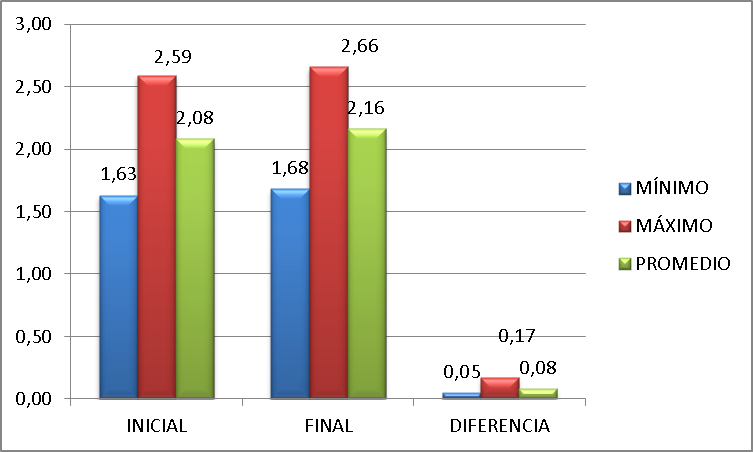 3,00
2,50
2,00
1,50
1,00
0,50
0,00
1,63
2,59
2,08
1,68
2,66
2,16
0,05
0,17
0,08
INICIAL
FINAL
DIFERENCIA
MÍNIMO
MÁXIMO
PROMEDIO